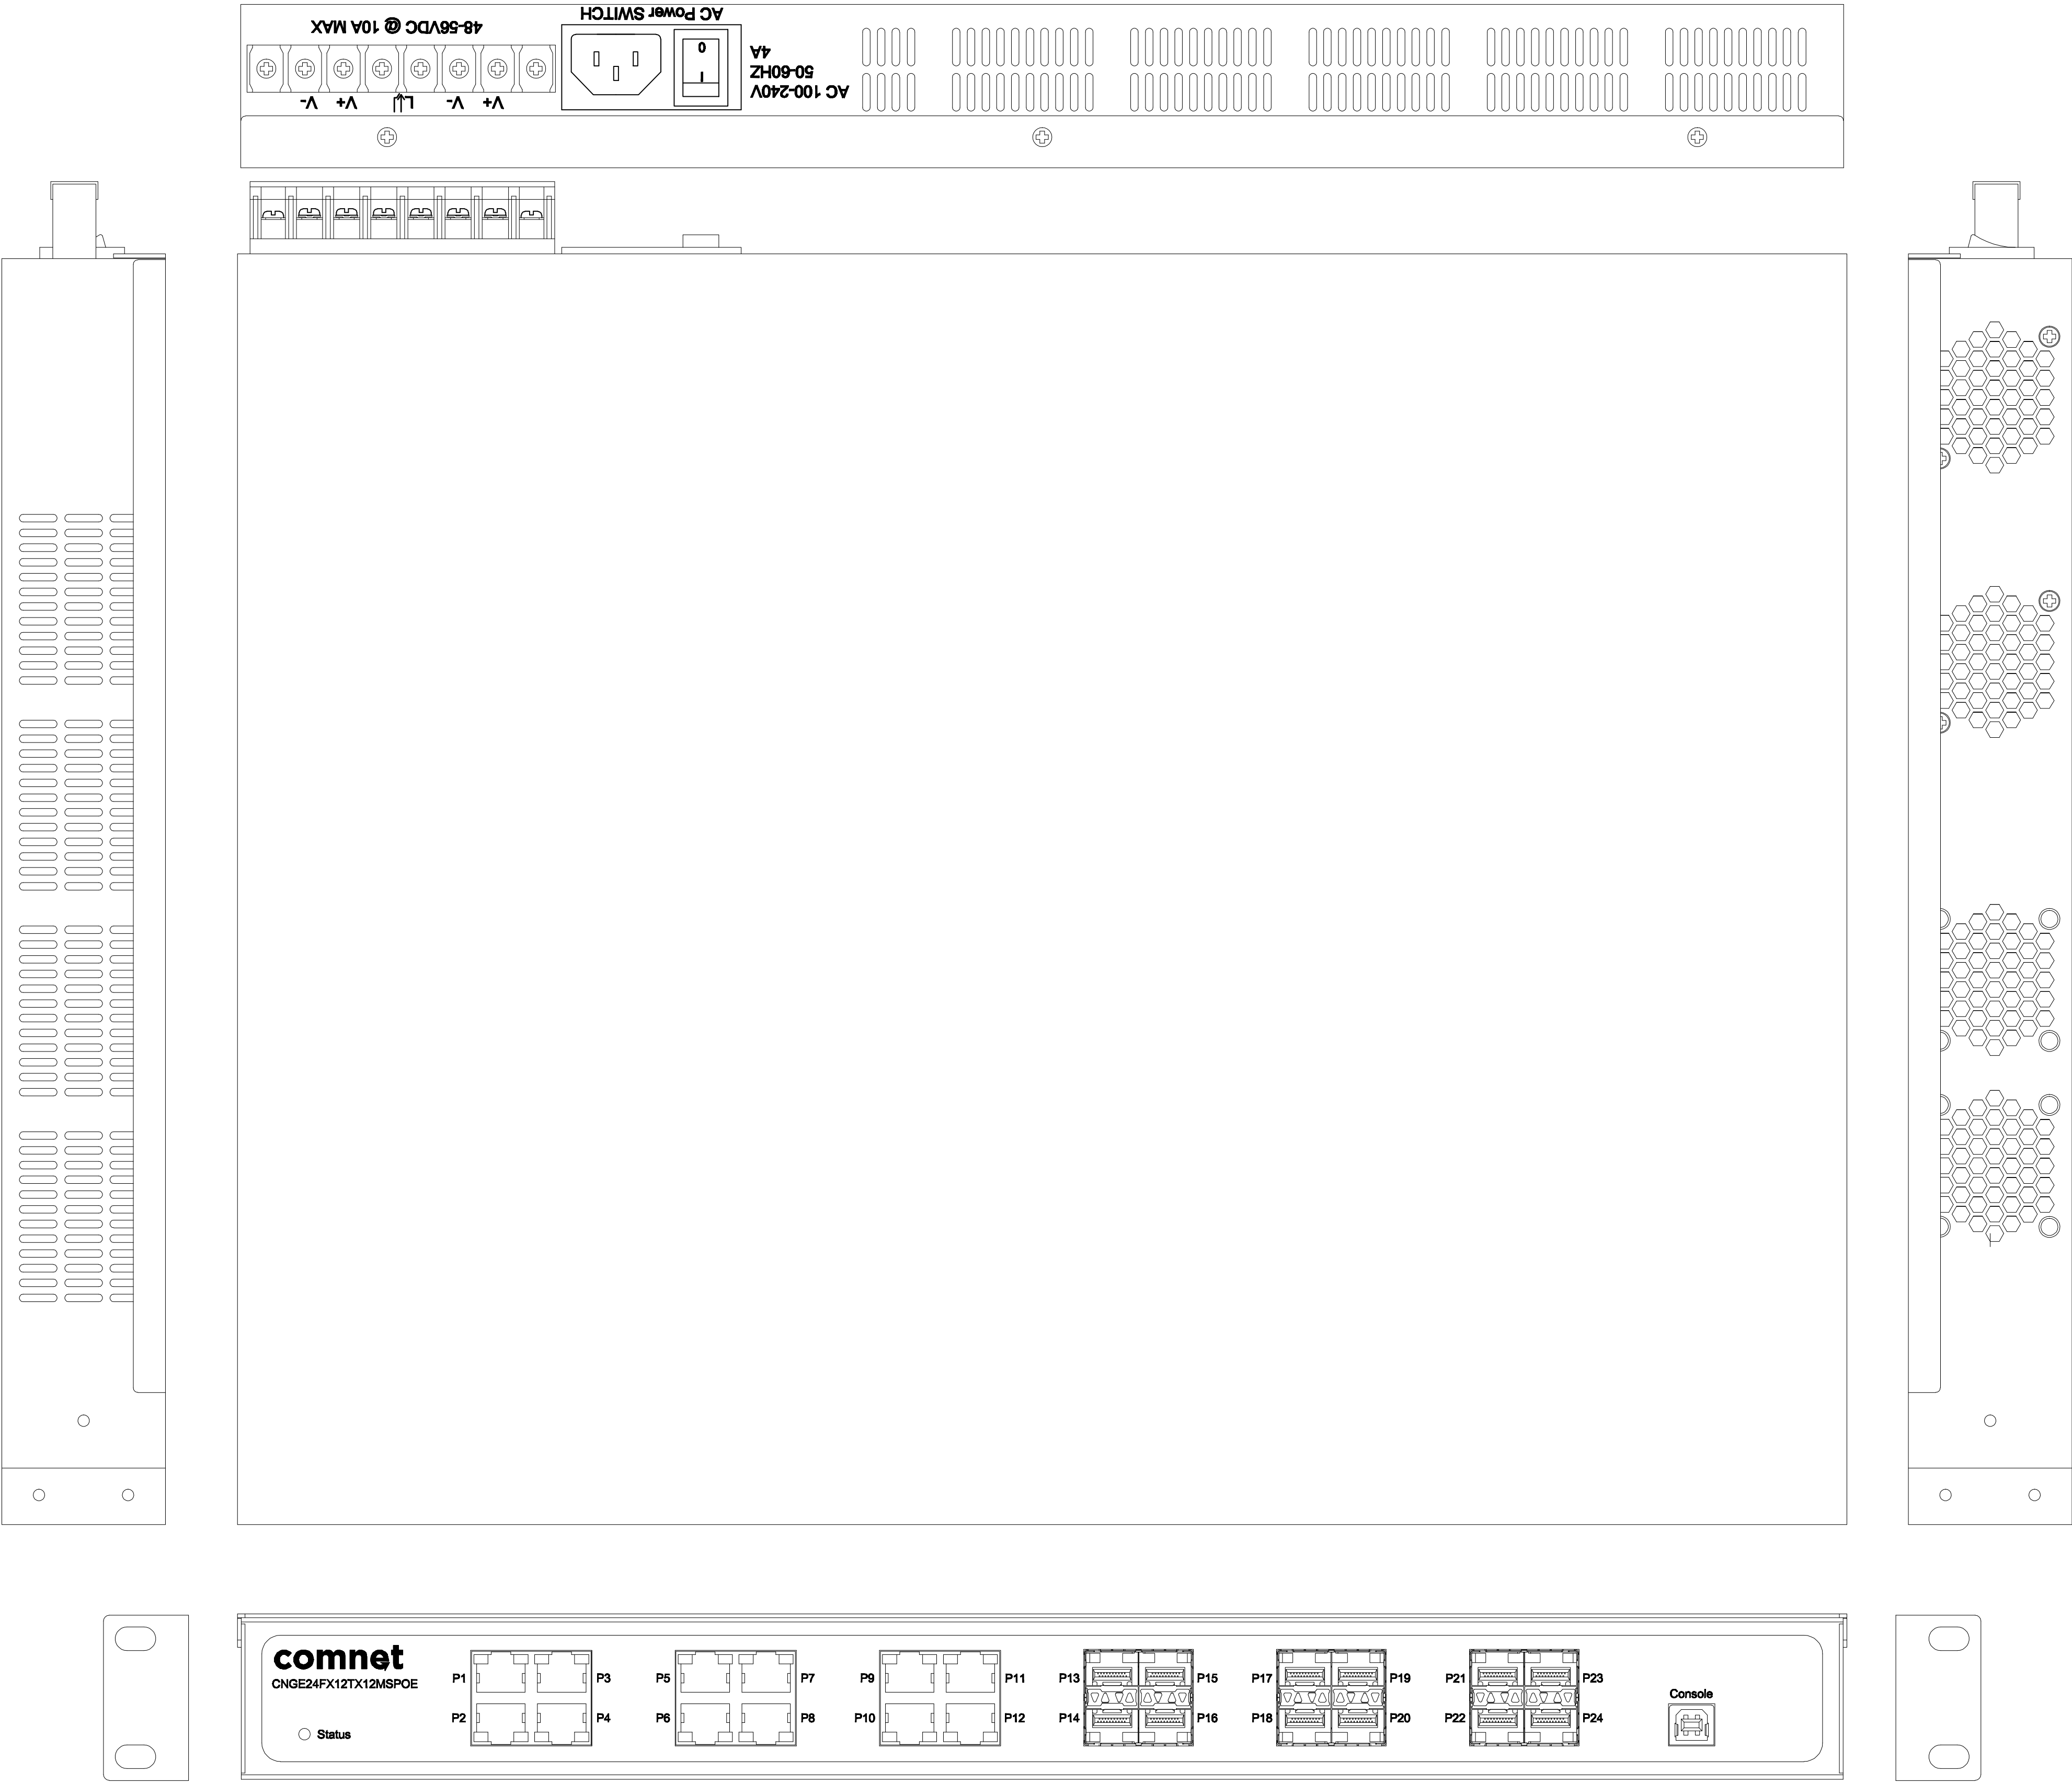 AC Power SWITCH
48-56VDC @ 10A MAX
0
I
AC 100-240V
50-60HZ
4A
V- V+ V- V+
comnet
CNGE24FX12TX12MSPOE
Status
P1 P3 P5 P7 P9 P11 P13 P15 P17 P19 P21 P23
P2 P4 P6 P8 P10 P12 P14 P16 P18 P20 P22 P24
Console